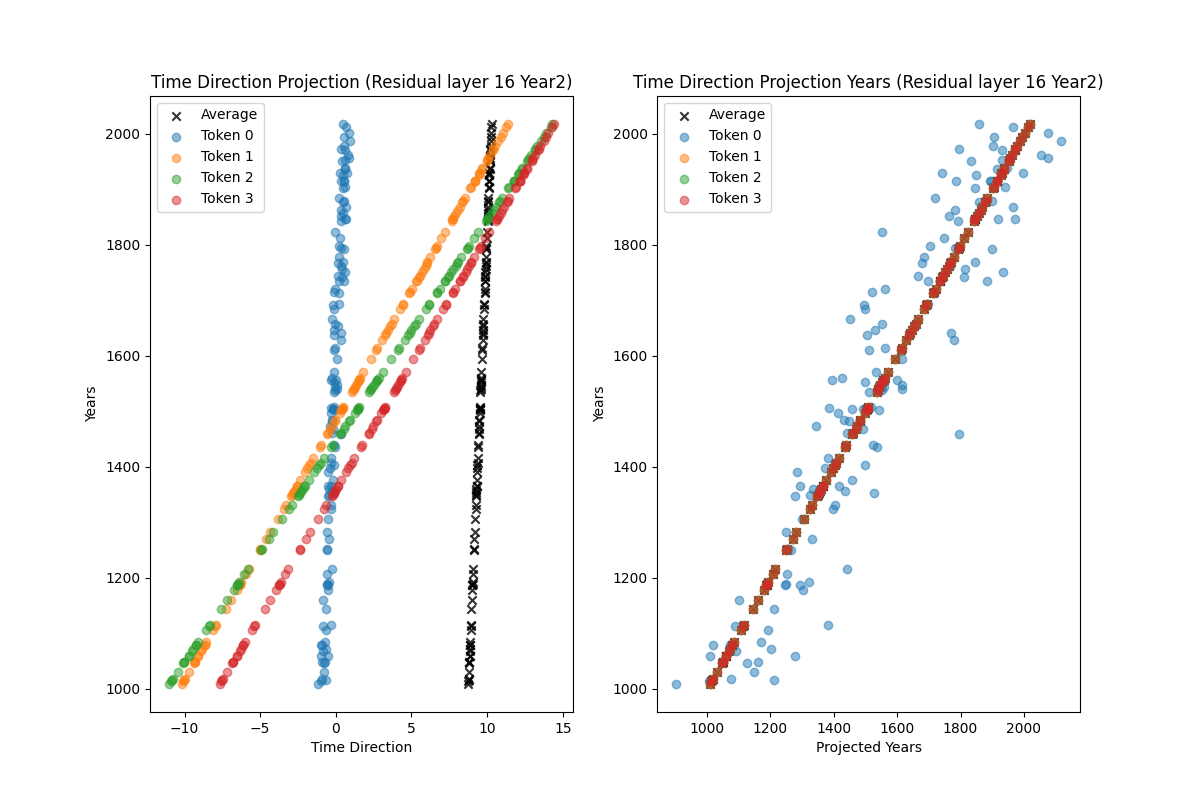 Time Direction Projection (Residual layer 16 Year2)
Average
Token 0
Token 1
Token 2
Token 3
2000
1800
1600
1400
1200
1000
Years
−10
−5
0
5
10
15
Time Direction
Time Direction Projection Years (Residual layer 16 Year2)
Average
Token 0
Token 1
Token 2
Token 3
2000
1800
1600
1400
1200
1000
Years
1000
1200
1400
1600
1800
2000
Projected Years